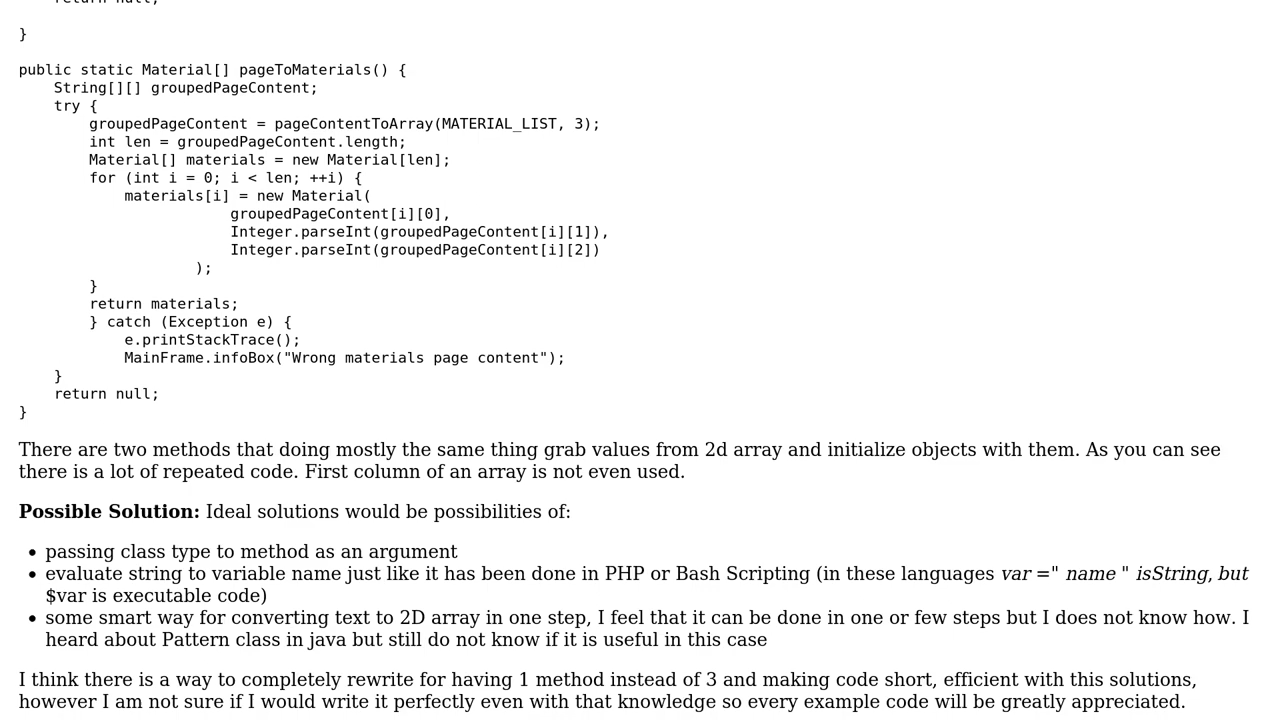 return null;
}
public static Material[] pageToMaterials() {
    String[][] groupedPageContent;
    try {
        groupedPageContent = pageContentToArray(MATERIAL_LIST, 3);
        int len = groupedPageContent.length;
        Material[] materials = new Material[len];
        for (int i = 0; i < len; ++i) {
            materials[i] = new Material(
                        groupedPageContent[i][0],
                        Integer.parseInt(groupedPageContent[i][1]),
                        Integer.parseInt(groupedPageContent[i][2])
                    );
        }
        return materials;
        } catch (Exception e) {
            e.printStackTrace();
            MainFrame.infoBox("Wrong materials page content");
    }
    return null;
}
There are two methods that doing mostly the same thing grab values from 2d array and initialize objects with them. As you can see
there is a lot of repeated code. First column of an array is not even used.
Possible Solution: Ideal solutions would be possibilities of:
• passing class type to method as an argument
• evaluate string to variable name just like it has been done in PHP or Bash Scripting (in these languages var =" name " isString, but
$var is executable code)
• some smart way for converting text to 2D array in one step, I feel that it can be done in one or few steps but I does not know how. I
heard about Pattern class in java but still do not know if it is useful in this case
I think there is a way to completely rewrite for having 1 method instead of 3 and making code short, efficient with this solutions,
however I am not sure if I would write it perfectly even with that knowledge so every example code will be greatly appreciated.